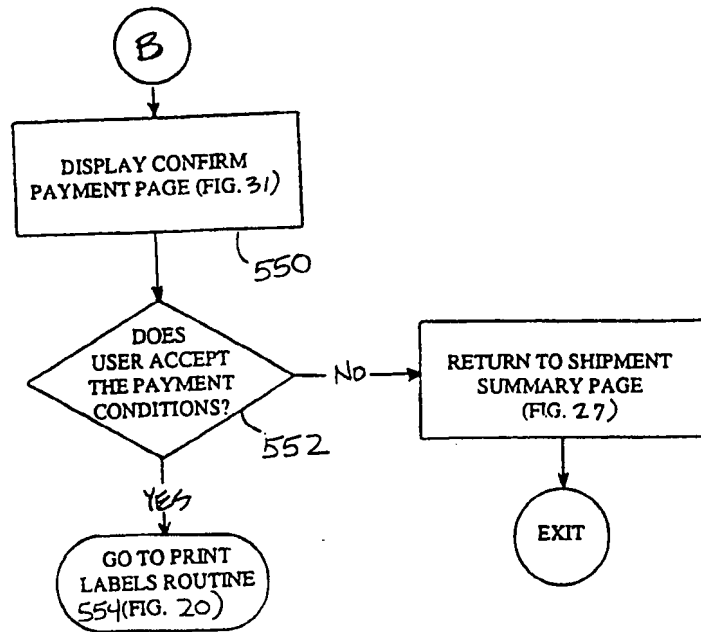 B
DISPLAY CONFIRM
PAYMENT PAGE (FIG. 31)
550
DOES
USER ACCEPT
THE PAYMENT
CONDITIONS?
552
NO
RETURN TO SHIPMENT
SUMMARY PAGE
(FIG. 27)
EXIT
YES
GO TO PRINT
LABELS ROUTINE
554(FIG. 20)